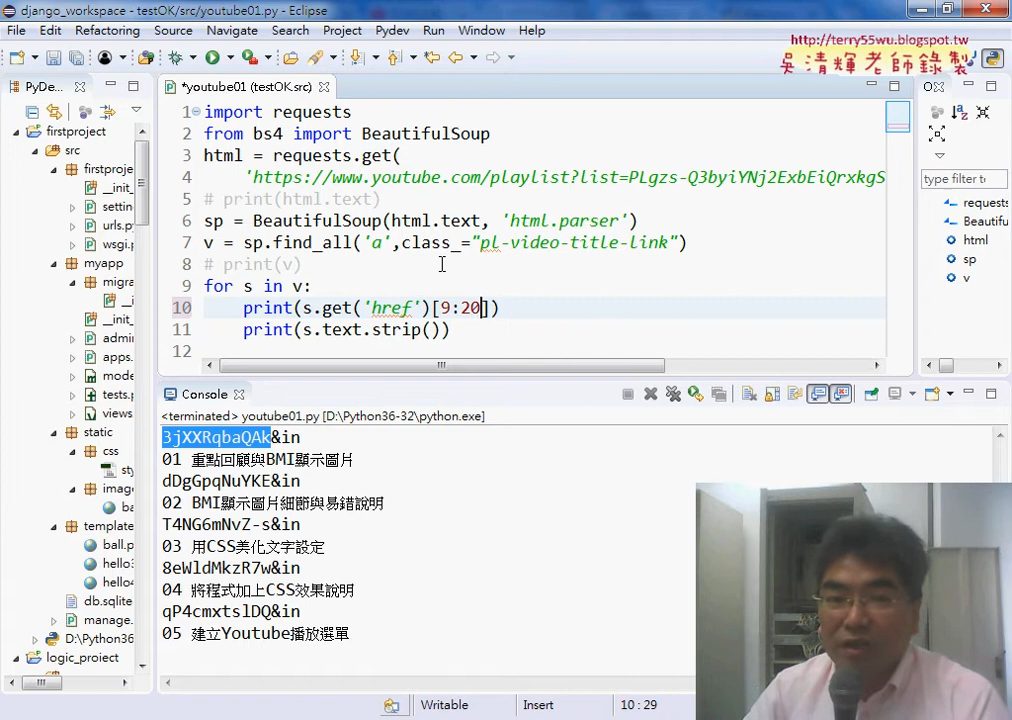 django_workspace - testOK/src/youtube01.py - Eclipse
File Edit Refactoring Source Navigate Search Project Pydev Run Window Help
http://terry55wu.blogspot.tw
吳清輝老師錄製
PyDe...
*youtube01 (testOK.src)
firstproject
src
firstproje
__init_
setting
urls.py
wsgi.c
myapp
migra
__i
__init_
admi
apps.
mode
tests.p
views
static
css
sty
image
ba
template
ball.p
hello3
hello4
db.sqlite
manage.
D:\Python36-
logic_project
1 import requests
2 from bs4 import BeautifulSoup
3 html = requests.get(
4 'https://www.youtube.com/playlist?list=PLgzs-Q3byiYNj2ExbEiQrxkgS
5 # print(html.text)
6 sp = BeautifulSoup(html.text, 'html.parser')
7 v = sp.find_all('a',class_="pl-video-title-link")
8 # print(v)
9 for s in v:
10 print(s.get('href')[9:20])
11 print(s.text.strip())
12
type filter t
requests
Beautifu
html
sp
v
Console
<terminated> youtube01.py [D:\Python36-32\python.exe]
3jXXRqbaQAk&in
01 重點回顧與BMI顯示圖片
dDgGpqNuYKE&in
02 BMI顯示圖片細節與易錯說明
T4NG6mNvZ-s&in
03 用CSS美化文字設定
8eWldMkzR7w&in
04 將程式加上CSS效果說明
qP4cmxtslDQ&in
05 建立Youtube播放選單
Writable
Insert
10 : 29